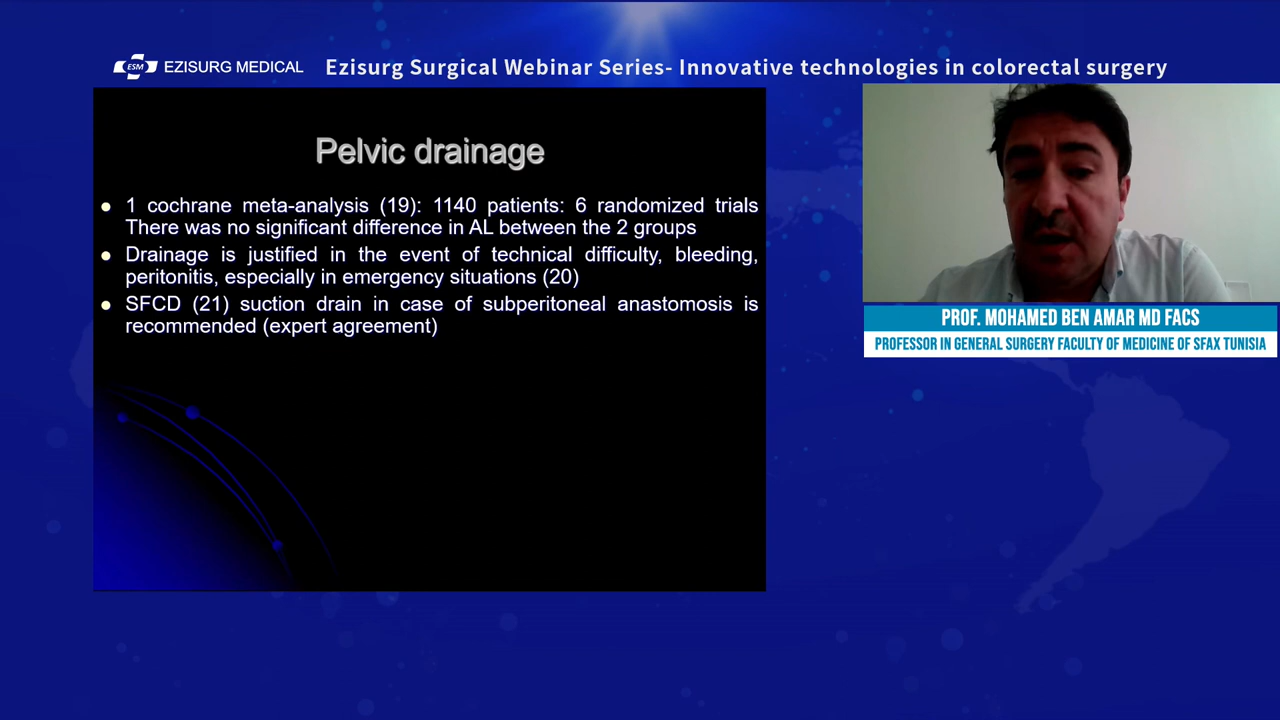 ESM EZISURG MEDICAL
Ezisurg Surgical Webinar Series- Innovative technologies in colorectal surgery
Pelvic drainage
● 1 cochrane meta-analysis (19): 1140 patients: 6 randomized trials
There was no significant difference in AL between the 2 groups
● Drainage is justified in the event of technical difficulty, bleeding,
peritonitis, especially in emergency situations (20)
● SFCD (21) suction drain in case of subperitoneal anastomosis is
recommended (expert agreement)
PROF. MOHAMED BEN AMAR MD FACS
PROFESSOR IN GENERAL SURGERY FACULTY OF MEDICINE OF SFAX TUNISIA